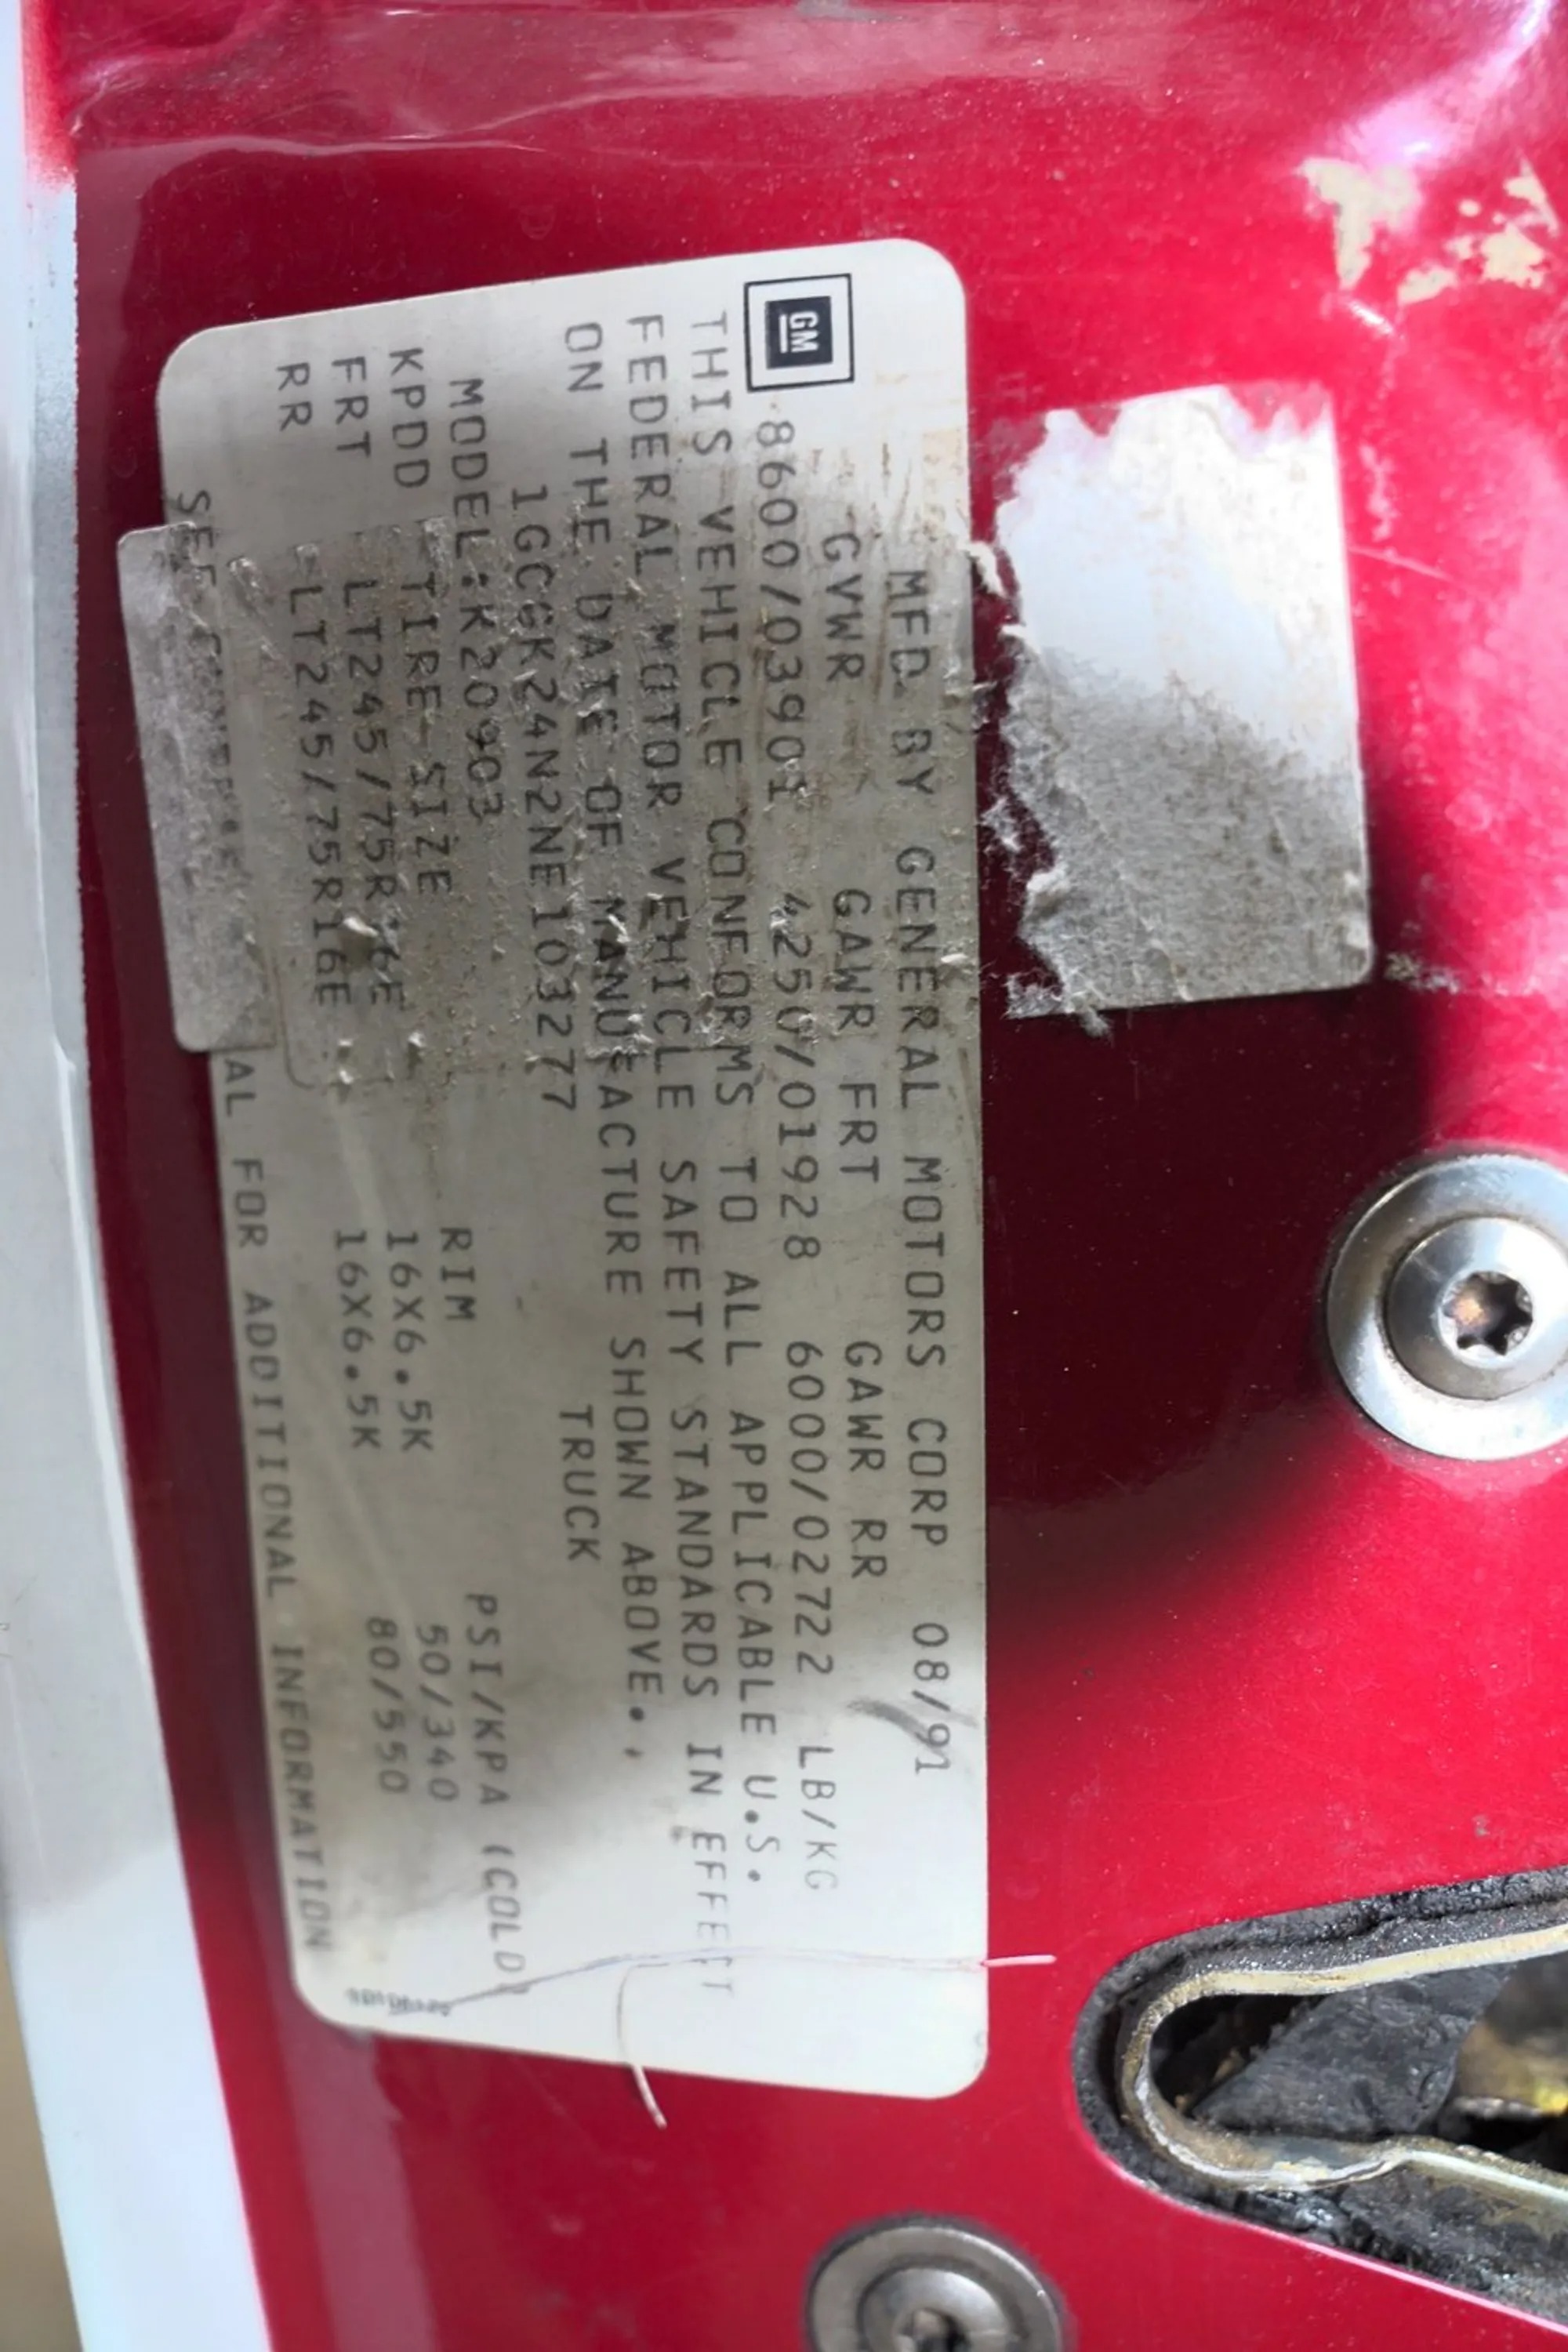 GM
MFD BY GENERAL MOTORS CORP 08/91
GVWR GAWR FRT GAWR RR
8600/03901 4250/01928 6000/02722 LB/KG
THIS VEHICLE CONFORMS TO ALL APPLICABLE U.S.
FEDERAL MOTOR VEHICLE SAFETY STANDARDS IN EFFECT
ON THE DATE OF MANUFACTURE SHOWN ABOVE.
1GCGK24N2NE103277 TRUCK
MODEL:K20903
KPDD TIRE SIZE RIM PSI/KPA (COLD)
FRT LT245/75R16E 16X6.5K 50/340
RR LT245/75R16E 16X6.5K 80/550
SEE OWNER'S AL FOR ADDITIONAL INFORMATION